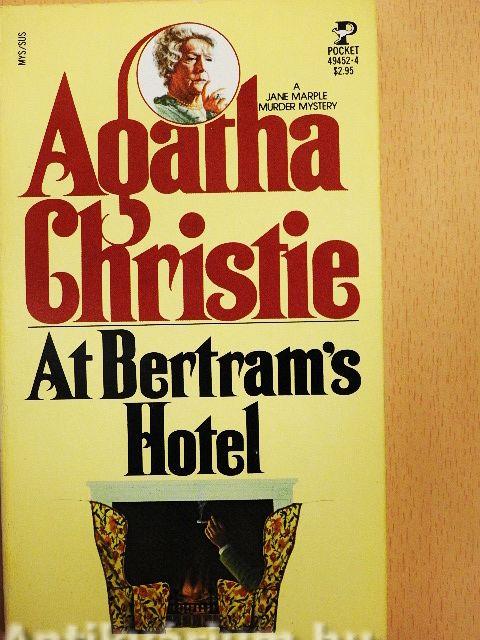 MYS/SUS
POCKET
49452-4
$2.95
A
JANE MARPLE
MURDER MYSTERY
Agatha
Christie
At Bertram's
Hotel